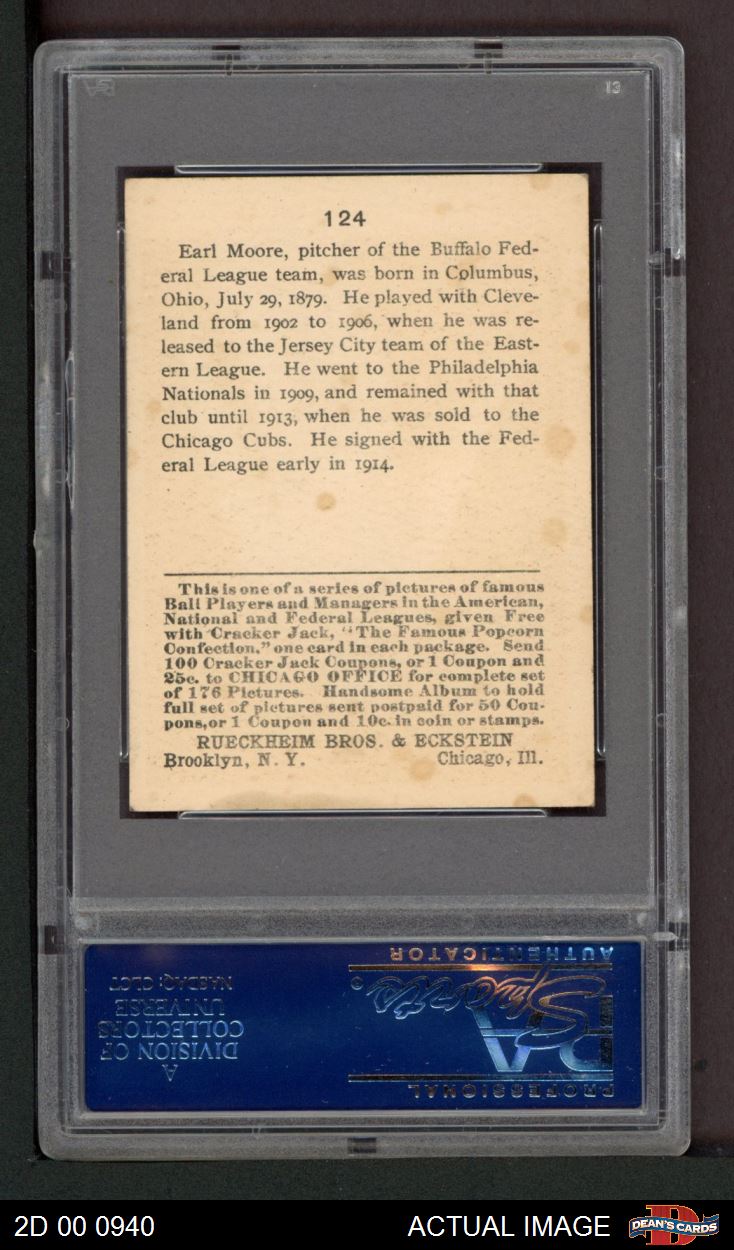 13
124
Earl Moore, pitcher of the Buffalo Fed-
eral League team, was born in Columbus,
Ohio, July 29, 1879. He played with Cleve-
land from 1902 to 1906, when he was re-
leased to the Jersey City team of the East-
ern League. He went to the Philadelphia
Nationals in 1909, and remained with that
club until 1913, when he was sold to the
Chicago Cubs. He signed with the Fed-
eral League early in 1914.
This is one of a series of pictures of famous
Ball Players and Managers in the American,
National and Federal Leagues, given Free
with Cracker Jack, "The Famous Popcorn
Confection," one card in each package. Send
100 Cracker Jack Coupons, or 1 Coupon and
25c. to CHICAGO OFFICE for complete set
of 176 Pictures. Handsome Album to hold
full set of pictures sent postpaid for 50 Cou-
pons, or 1 Coupon and 10c. in coin or stamps.
RUECKHEIM BROS. & ECKSTEIN
Brooklyn, N. Y. Chicago, Ill.
PROFESSIONAL
PSA
Sports
AUTHENTICATOR
A
DIVISION OF
COLLECTORS
UNIVERSE
NASDAQ: CLCT
2D 00 0940 ACTUAL IMAGE DEAN'S CARDS